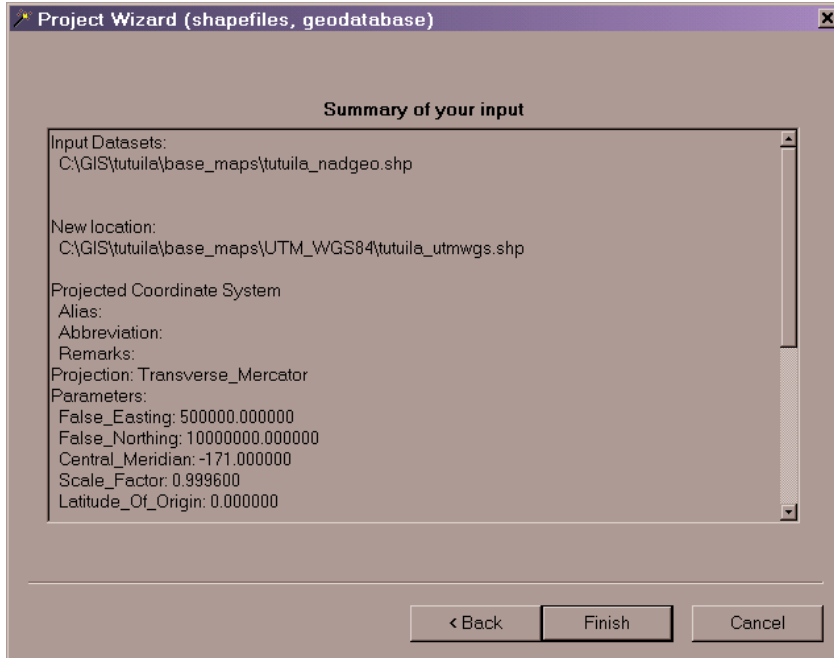 Project Wizard (shapefiles, geodatabase)
Summary of your input
Input Datasets:
C:\GIS\tutuila\base_maps\tutuila_nadgeo.shp
New location:
C:\GIS\tutuila\base_maps\UTM_WGS84\tutuila_utmwgs.shp
Projected Coordinate System
Alias:
Abbreviation:
Remarks:
Projection: Transverse_Mercator
Parameters:
False_Easting: 500000.000000
False_Northing: 10000000.000000
Central_Meridian: -171.000000
Scale_Factor: 0.999600
Latitude_Of_Origin: 0.000000
< Back Finish Cancel